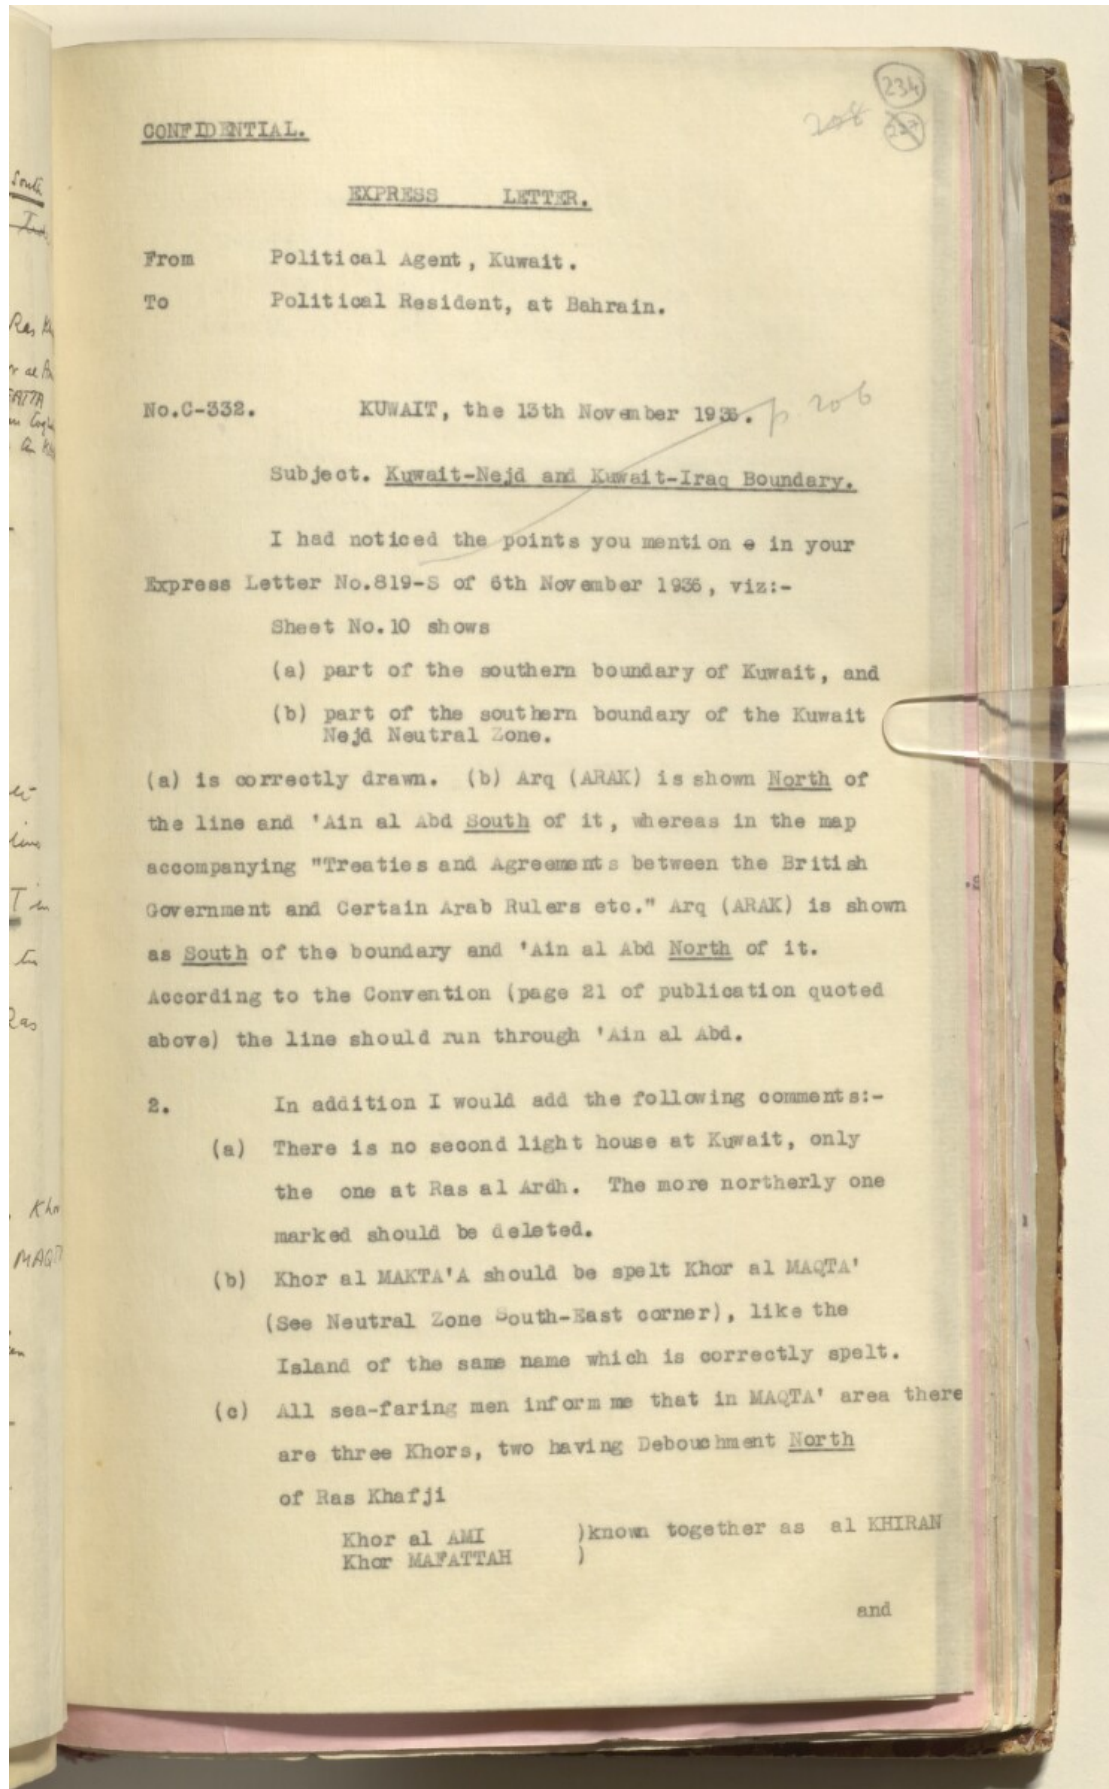 234
208
227
CONFIDENTIAL.
EXPRESS LETTER.
From Political Agent, Kuwait.
To Political Resident, at Bahrain.
No.C-332. KUWAIT, the 13th November 1936. p 206
Subject. Kuwait-Nejd and Kuwait-Iraq Boundary.
I had noticed the points you mention e in your
Express Letter No.819-S of 6th November 1936, viz:-
Sheet No.10 shows
(a) part of the southern boundary of Kuwait, and
(b) part of the southern boundary of the Kuwait
Nejd Neutral Zone.
(a) is correctly drawn. (b) Arq (ARAK) is shown North of
the line and 'Ain al Abd South of it, whereas in the map
accompanying "Treaties and Agreements between the British
Government and Certain Arab Rulers etc." Arq (ARAK) is shown
as South of the boundary and 'Ain al Abd North of it.
According to the Convention (page 21 of publication quoted
above) the line should run through 'Ain al Abd.
2. In addition I would add the following comments:-
(a) There is no second light house at Kuwait, only
the one at Ras al Ardh. The more northerly one
marked should be deleted.
(b) Khor al MAKTA'A should be spelt Khor al MAQTA'
(See Neutral Zone South-East corner), like the
Island of the same name which is correctly spelt.
(c) All sea-faring men inform me that in MAQTA' area there
are three Khors, two having Debouchment North
of Ras Khafji
Khor al AMI )known together as al KHIRAN
Khor MAFATTAH )
and
South
Ras
Khor
MAQT